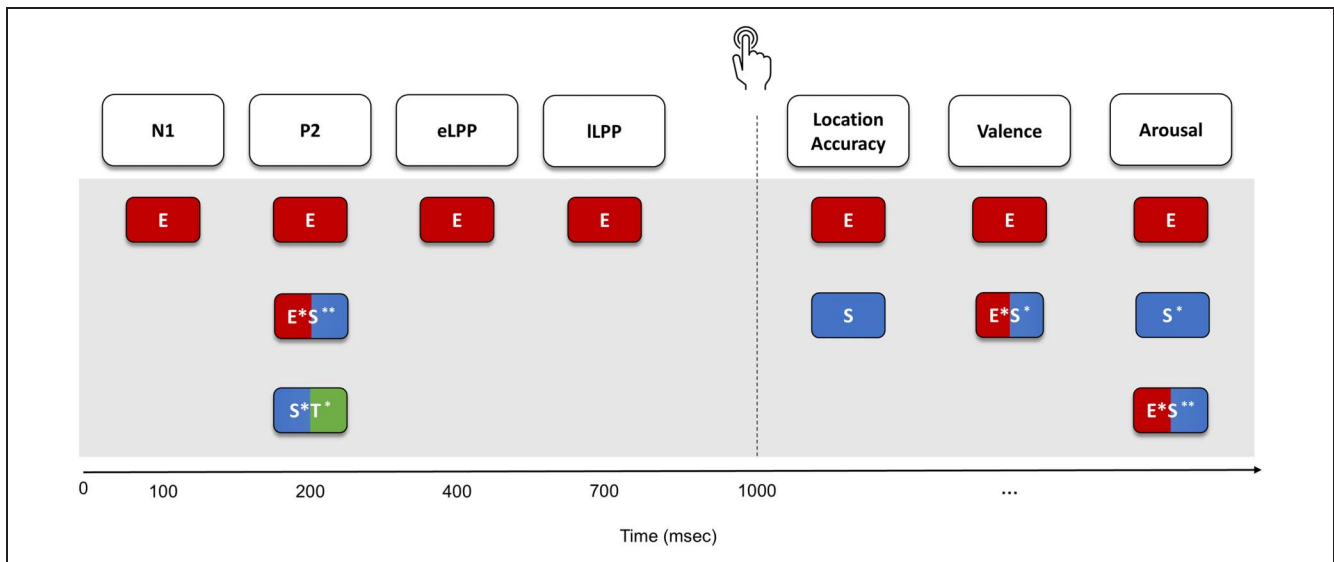 N1
P2
eLPP
lLPP
Location
Accuracy
Valence
Arousal
E
E
E
E
E
E
E
E*S**
S
E*S*
S*
S*T*
E*S**
0
100
200
400
700
1000
...
Time (msec)